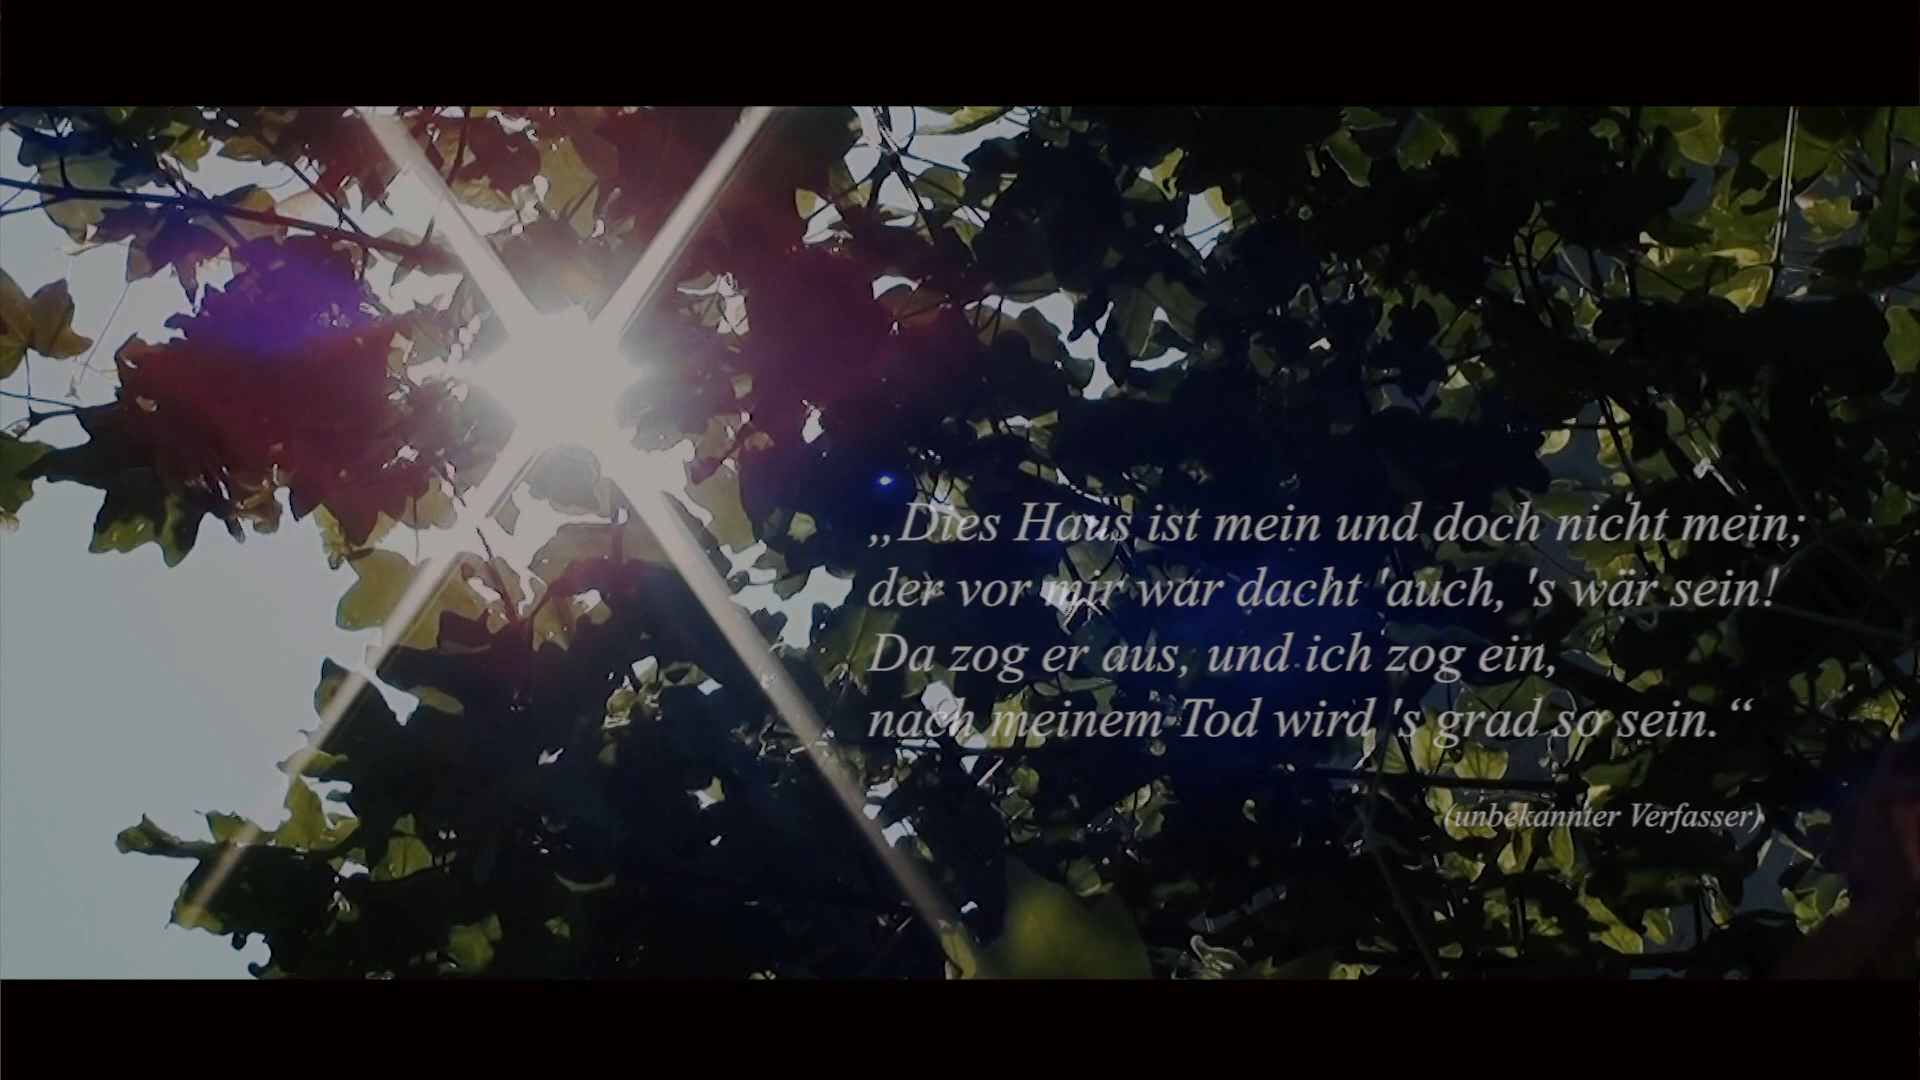 „Dies Haus ist mein und doch nicht mein;
der vor mir war dacht 'auch, 's wär sein!
Da zog er aus, und ich zog ein,
nach meinem Tod wird 's grad so sein.“
(unbekannter Verfasser)